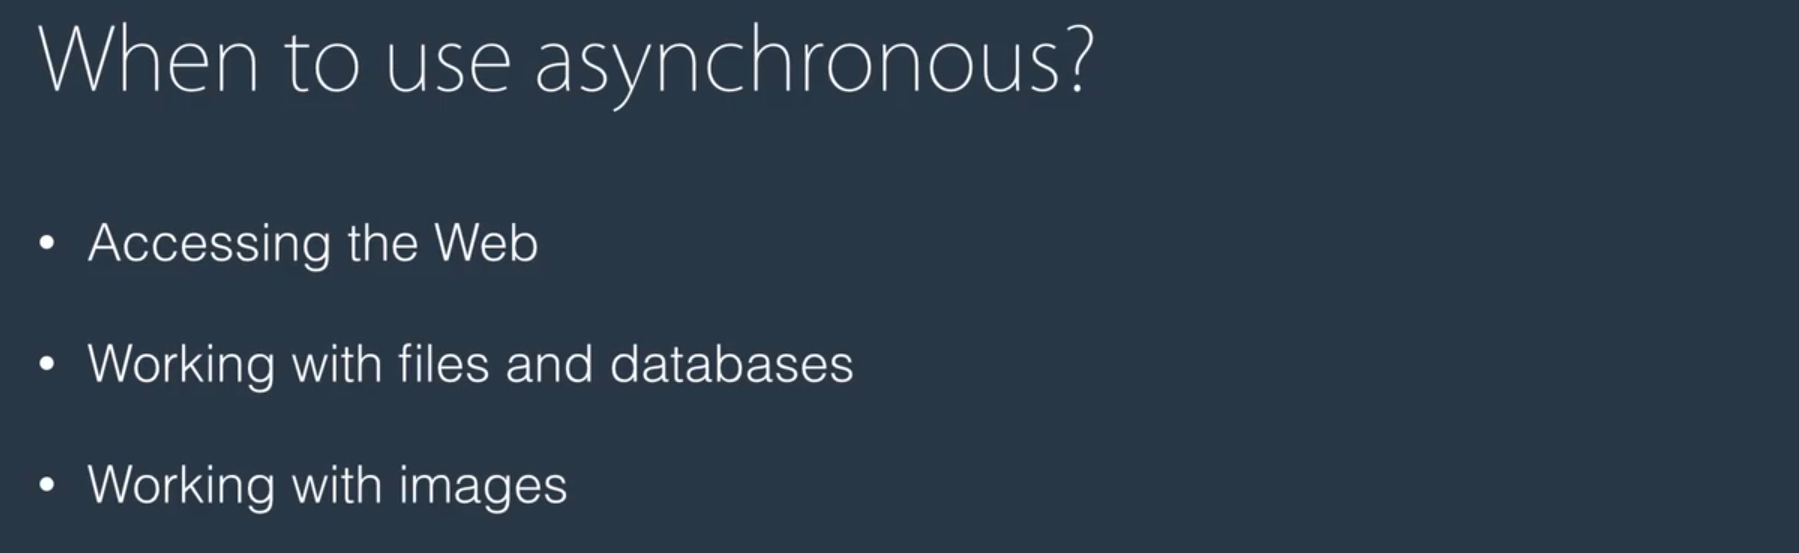 When to use asynchronous?
• Accessing the Web
• Working with files and databases
• Working with images